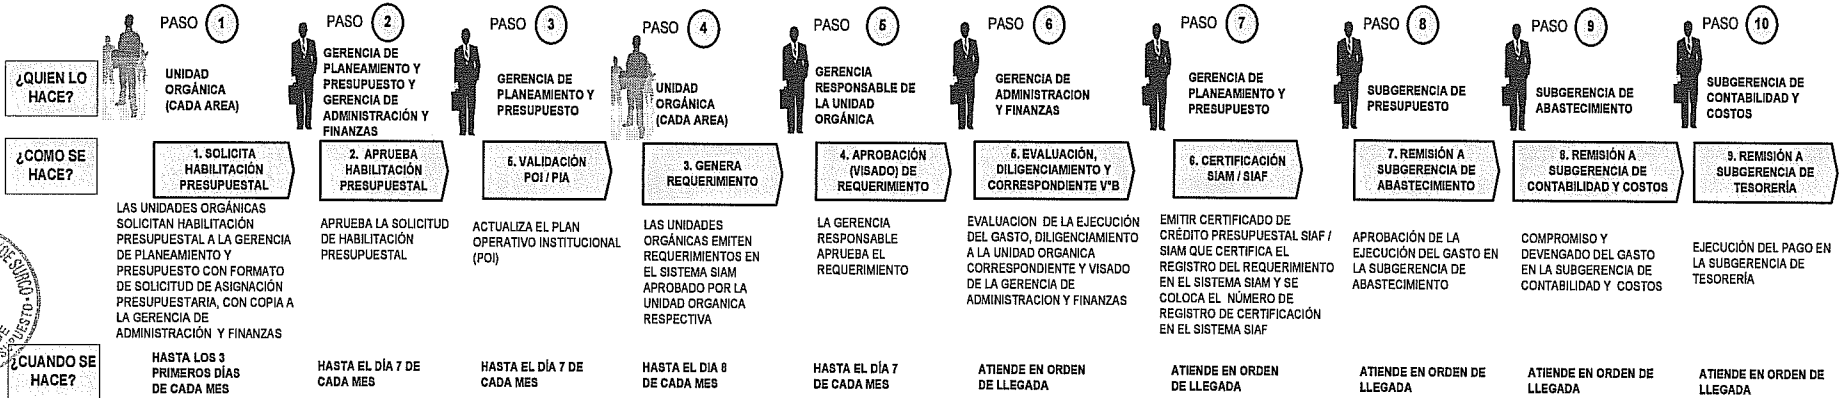 PASO 1
PASO 2
PASO 3
PASO 4
PASO 5
PASO 6
PASO 7
PASO 8
PASO 9
PASO 10
¿QUIEN LO
HACE?
UNIDAD
ORGÁNICA
(CADA AREA)
GERENCIA DE
PLANEAMIENTO Y
PRESUPUESTO Y
GERENCIA DE
ADMINISTRACIÓN Y
FINANZAS
GERENCIA DE
PLANEAMIENTO Y
PRESUPUESTO
UNIDAD
ORGÁNICA
(CADA AREA)
GERENCIA
RESPONSABLE DE
LA UNIDAD
ORGÁNICA
GERENCIA DE
ADMINISTRACION
Y FINANZAS
GERENCIA DE
PLANEAMIENTO Y
PRESUPUESTO
SUBGERENCIA DE
PRESUPUESTO
SUBGERENCIA DE
ABASTECIMIENTO
SUBGERENCIA DE
CONTABILIDAD Y
COSTOS
¿COMO SE
HACE?
1. SOLICITA
HABILITACIÓN
PRESUPUESTAL
2. APRUEBA
HABILITACIÓN
PRESUPUESTAL
5. VALIDACIÓN
POI / PIA
3. GENERA
REQUERIMIENTO
4. APROBACIÓN
(VISADO) DE
REQUERIMIENTO
5. EVALUACIÓN,
DILIGENCIAMIENTO Y
CORRESPONDIENTE V°B
6. CERTIFICACIÓN
SIAM / SIAF
7. REMISIÓN A
SUBGERENCIA DE
ABASTECIMIENTO
8. REMISIÓN A
SUBGERENCIA DE
CONTABILIDAD Y COSTOS
9. REMISIÓN A
SUBGERENCIA DE
TESORERÍA
LAS UNIDADES ORGÁNICAS
SOLICITAN HABILITACIÓN
PRESUPUESTAL A LA GERENCIA
DE PLANEAMIENTO Y
PRESUPUESTO CON FORMATO
DE SOLICITUD DE ASIGNACIÓN
PRESUPUESTARIA, CON COPIA A
LA GERENCIA DE
ADMINISTRACIÓN Y FINANZAS
APRUEBA LA SOLICITUD
DE HABILITACIÓN
PRESUPUESTAL
ACTUALIZA EL PLAN
OPERATIVO INSTITUCIONAL
(POI)
LAS UNIDADES
ORGÁNICAS EMITEN
REQUERIMIENTOS EN
EL SISTEMA SIAM
APROBADO POR LA
UNIDAD ORGANICA
RESPECTIVA
LA GERENCIA
RESPONSABLE
APRUEBA EL
REQUERIMIENTO
EVALUACION DE LA EJECUCIÓN
DEL GASTO, DILIGENCIAMIENTO
A LA UNIDAD ORGANICA
CORRESPONDIENTE Y VISADO
DE LA GERENCIA DE
ADMINISTRACION Y FINANZAS
EMITIR CERTIFICADO DE
CRÉDITO PRESUPUESTAL SIAF /
SIAM QUE CERTIFICA EL
REGISTRO DEL REQUERIMIENTO
EN EL SISTEMA SIAM Y SE
COLOCA EL NÚMERO DE
REGISTRO DE CERTIFICACIÓN
EN EL SISTEMA SIAF
APROBACIÓN DE LA
EJECUCIÓN DEL GASTO EN
LA SUBGERENCIA DE
ABASTECIMIENTO
COMPROMISO Y
DEVENGADO DEL GASTO
EN LA SUBGERENCIA DE
CONTABILIDAD Y COSTOS
EJECUCIÓN DEL PAGO EN
LA SUBGERENCIA DE
TESORERÍA
DE SURCO
¿CUANDO SE
HACE?
HASTA LOS 3
PRIMEROS DÍAS
DE CADA MES
HASTA EL DÍA 7 DE
CADA MES
HASTA EL DÍA 7 DE
CADA MES
HASTA EL DIA 8
DE CADA MES
HASTA EL DÍA 7
DE CADA MES
ATIENDE EN ORDEN
DE LLEGADA
ATIENDE EN ORDEN
DE LLEGADA
ATIENDE EN ORDEN DE
LLEGADA
ATIENDE EN ORDEN DE
LLEGADA
ATIENDE EN ORDEN DE
LLEGADA